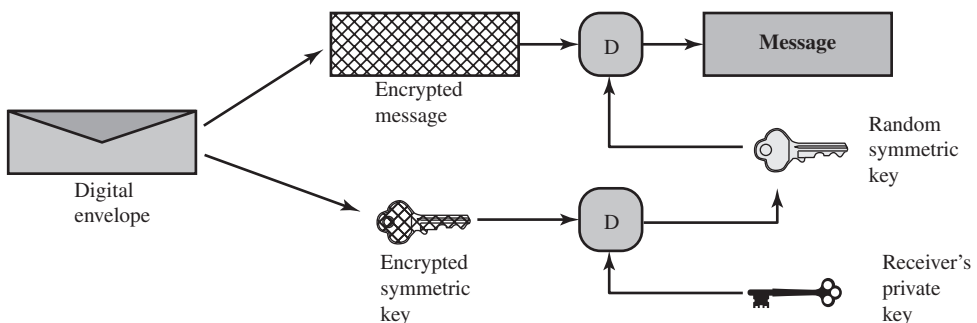 D
Message
Encrypted
message
Random
symmetric
key
Digital
envelope
D
Encrypted
symmetric
key
Receiver's
private
key